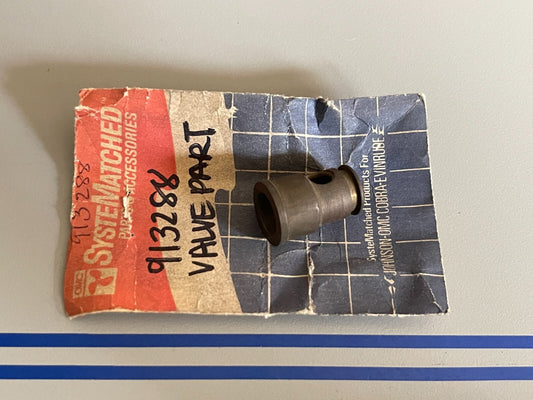 913288
OMC
SYSTEMATCHED
PARTS & ACCESSORIES
913288
VALVE PART
SysteMatched Products For
JOHNSON-OMC COBRA-EVINRUDE